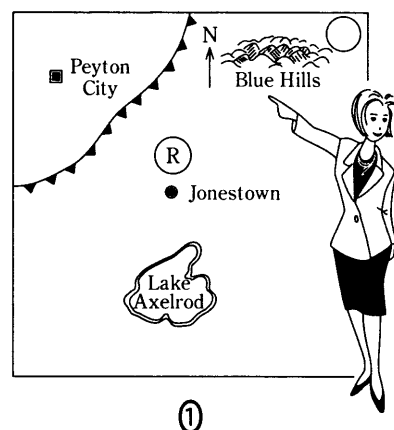 N
Peyton
City
Blue Hills
R
Jonestown
Lake
Axelrod
①